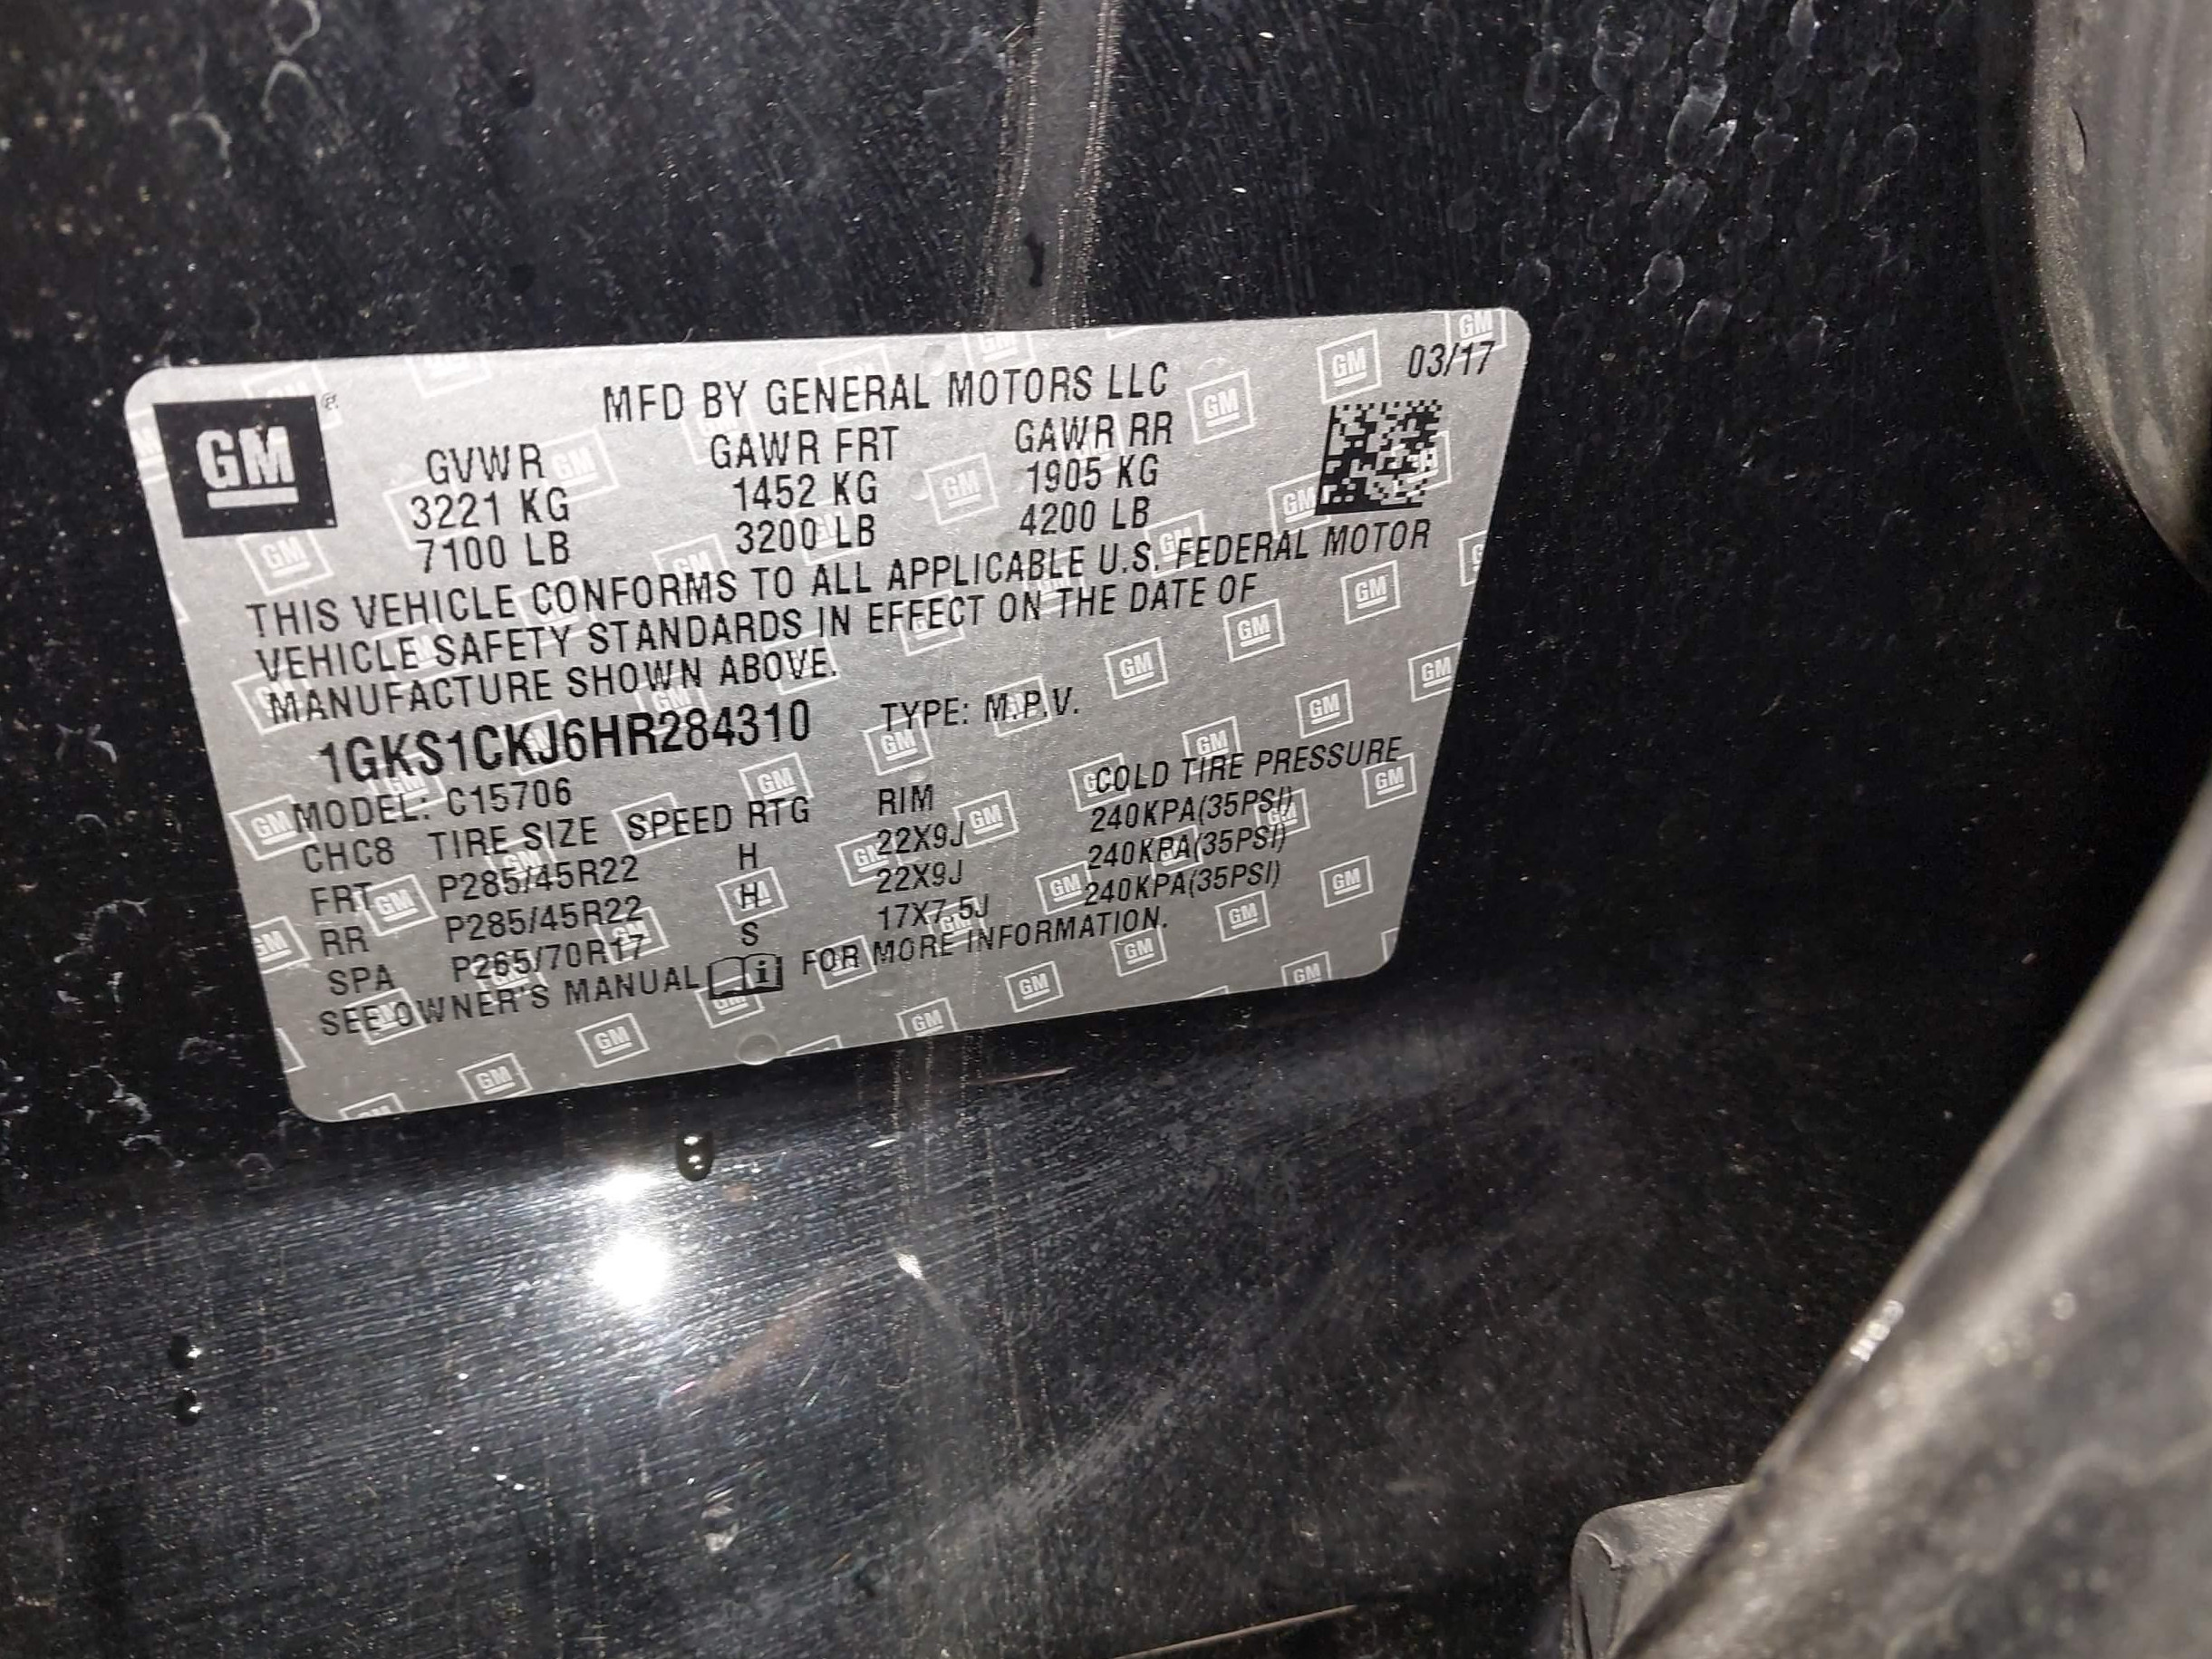 03/17
GM
MFD BY GENERAL MOTORS LLC
GVWR GAWR FRT GAWR RR
3221 KG 1452 KG 1905 KG
7100 LB 3200 LB 4200 LB
THIS VEHICLE CONFORMS TO ALL APPLICABLE U.S. FEDERAL MOTOR
VEHICLE SAFETY STANDARDS IN EFFECT ON THE DATE OF
MANUFACTURE SHOWN ABOVE.
1GKS1CKJ6HR284310 TYPE: M.P.V.
MODEL: C15706
CHC8 TIRE SIZE SPEED RTG RIM COLD TIRE PRESSURE
FRT P285/45R22 H 22X9J 240KPA(35PSI)
RR P285/45R22 H 22X9J 240KPA(35PSI)
SPA P265/70R17 S 17X7.5J 240KPA(35PSI)
SEE OWNER'S MANUAL FOR MORE INFORMATION.